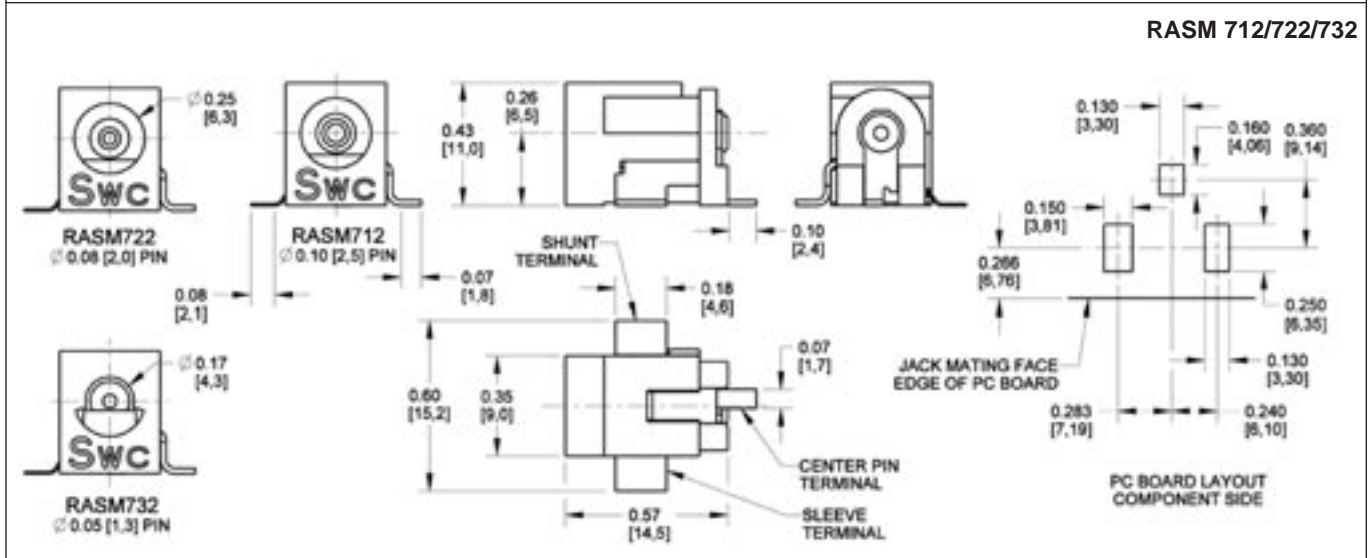 RASM 712/722/732
Ø 0.25
[6,3]
SWC
RASM722
Ø 0.08 [2,0] PIN
SWC
RASM712
Ø 0.10 [2,5] PIN
0.08
[2,1]
0.07
[1,8]
0.43
[11,0]
0.26
[6,5]
0.10
[2,4]
Ø 0.17
[4,3]
SWC
RASM732
Ø 0.05 [1,3] PIN
SHUNT
TERMINAL
0.18
[4,6]
0.60
[15,2]
0.35
[9,0]
0.07
[1,7]
CENTER PIN
TERMINAL
SLEEVE
TERMINAL
0.57
[14,5]
0.130
[3,30]
0.160
[4,06]
0.360
[9,14]
0.150
[3,81]
0.266
[6,76]
0.250
[6,35]
JACK MATING FACE
EDGE OF PC BOARD
0.130
[3,30]
0.283
[7,19]
0.240
[6,10]
PC BOARD LAYOUT
COMPONENT SIDE